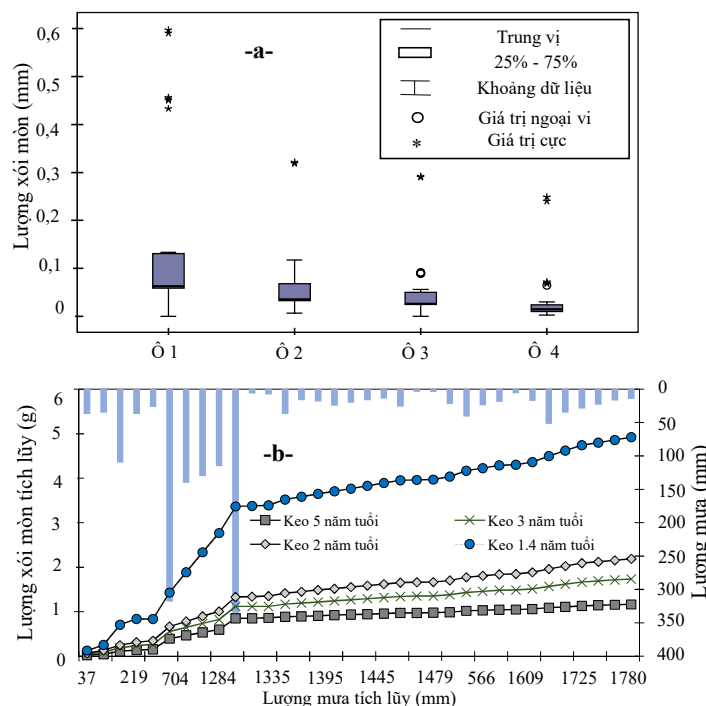 Lượng xói mòn (mm)
0,6
0,4
0,4
0,2
0,1
0
-a-
Trung vị
25% - 75%
Khoảng dữ liệu
Giá trị ngoại vi
Giá trị cực
Ô 1
Ô 2
Ô 3
Ô 4
Lượng xói mòn tích lũy (g)
6
5
4
3
2
1
0
-b-
Keo 5 năm tuổi
Keo 3 năm tuổi
Keo 2 năm tuổi
Keo 1.4 năm tuổi
0
50
100
150
200
250
300
350
400
Lượng mưa (mm)
37 219 704 1284 1335 1395 1445 1479 566 1609 1725 1780
Lượng mưa tích lũy (mm)